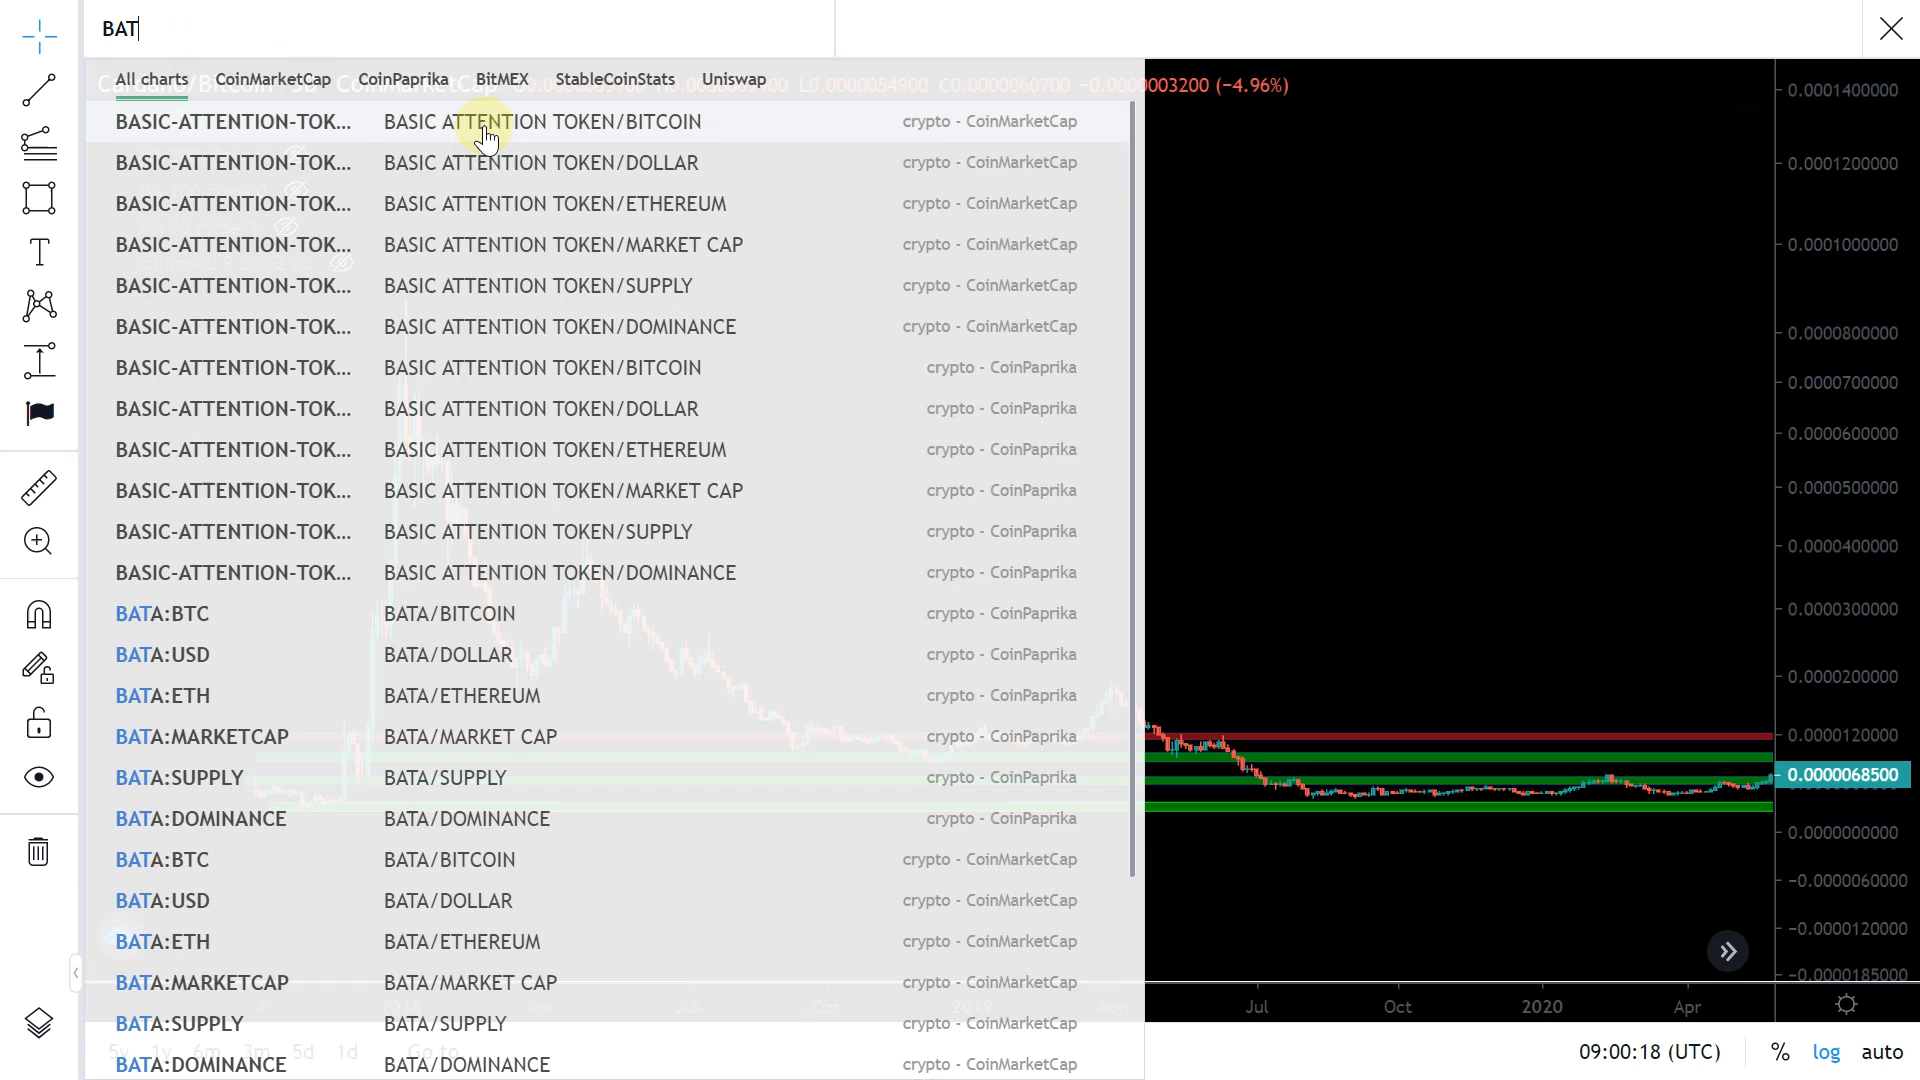 BAT
All charts CoinMarketCap CoinPaprika BitMEX StableCoinStats Uniswap
Cardano/Bitcoin 3D CoinMarketCap L0.0000054900 C0.0000060700 −0.0000003200 (−4.96%)
BASIC-ATTENTION-TOK... BASIC ATTENTION TOKEN/BITCOIN crypto - CoinMarketCap
BASIC-ATTENTION-TOK... BASIC ATTENTION TOKEN/DOLLAR crypto - CoinMarketCap
BASIC-ATTENTION-TOK... BASIC ATTENTION TOKEN/ETHEREUM crypto - CoinMarketCap
BASIC-ATTENTION-TOK... BASIC ATTENTION TOKEN/MARKET CAP crypto - CoinMarketCap
BASIC-ATTENTION-TOK... BASIC ATTENTION TOKEN/SUPPLY crypto - CoinMarketCap
BASIC-ATTENTION-TOK... BASIC ATTENTION TOKEN/DOMINANCE crypto - CoinMarketCap
BASIC-ATTENTION-TOK... BASIC ATTENTION TOKEN/BITCOIN crypto - CoinPaprika
BASIC-ATTENTION-TOK... BASIC ATTENTION TOKEN/DOLLAR crypto - CoinPaprika
BASIC-ATTENTION-TOK... BASIC ATTENTION TOKEN/ETHEREUM crypto - CoinPaprika
BASIC-ATTENTION-TOK... BASIC ATTENTION TOKEN/MARKET CAP crypto - CoinPaprika
BASIC-ATTENTION-TOK... BASIC ATTENTION TOKEN/SUPPLY crypto - CoinPaprika
BASIC-ATTENTION-TOK... BASIC ATTENTION TOKEN/DOMINANCE crypto - CoinPaprika
BATA:BTC BATA/BITCOIN crypto - CoinPaprika
BATA:USD BATA/DOLLAR crypto - CoinPaprika
BATA:ETH BATA/ETHEREUM crypto - CoinPaprika
BATA:MARKETCAP BATA/MARKET CAP crypto - CoinPaprika
BATA:SUPPLY BATA/SUPPLY crypto - CoinPaprika
BATA:DOMINANCE BATA/DOMINANCE crypto - CoinPaprika
BATA:BTC BATA/BITCOIN crypto - CoinMarketCap
BATA:USD BATA/DOLLAR crypto - CoinMarketCap
BATA:ETH BATA/ETHEREUM crypto - CoinMarketCap
BATA:MARKETCAP BATA/MARKET CAP crypto - CoinMarketCap
BATA:SUPPLY BATA/SUPPLY crypto - CoinMarketCap
BATA:DOMINANCE BATA/DOMINANCE crypto - CoinMarketCap
0.0001400000
0.0001200000
0.0001000000
0.0000800000
0.0000700000
0.0000600000
0.0000500000
0.0000400000
0.0000300000
0.0000200000
0.0000120000
0.0000068500
0.0000000000
−0.0000060000
−0.0000120000
−0.0000185000
2018 Apr Jul Oct 2019 Apr Jul Oct 2020 Apr
5y 1y 6m 3m 5d 1d Go to
09:00:18 (UTC) % log auto